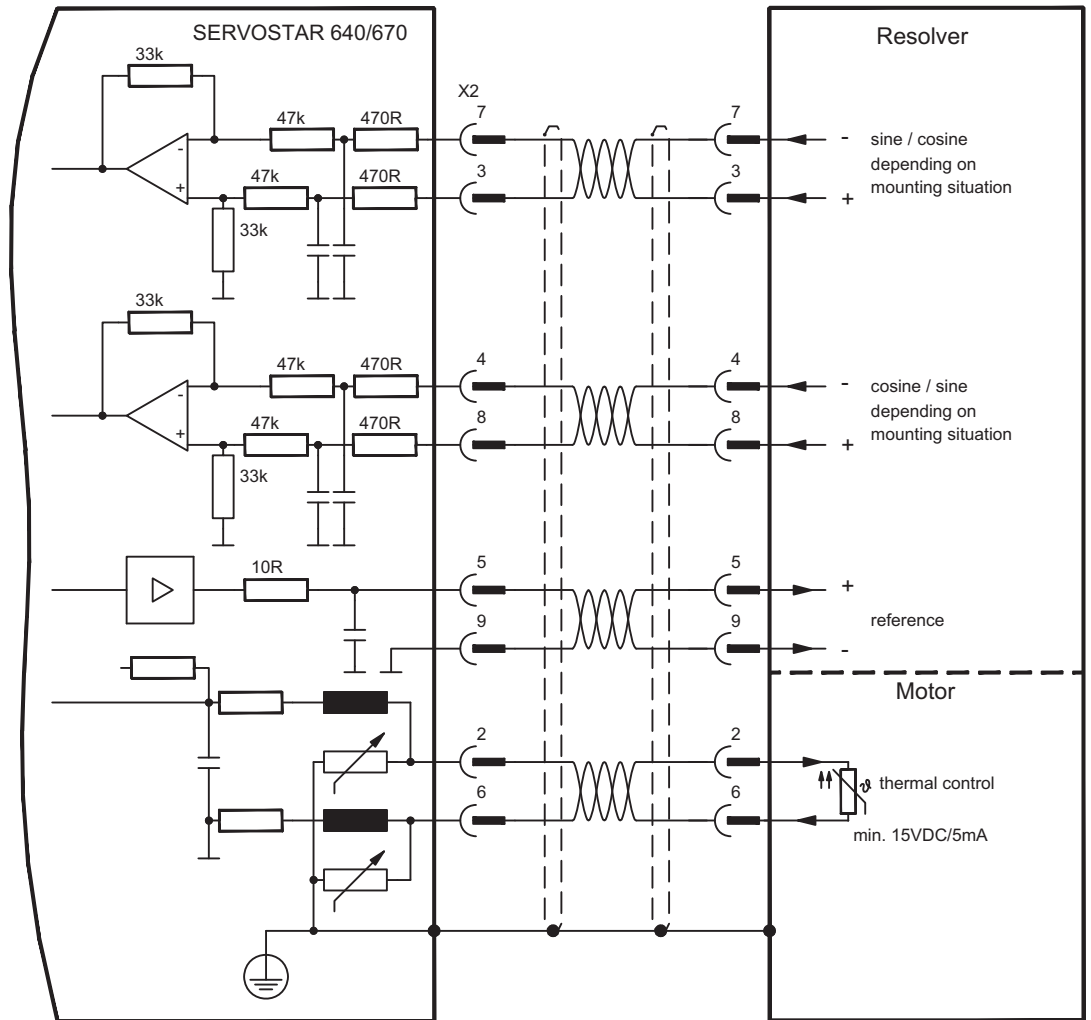 SERVOSTAR 640/670
Resolver
33k
X2
47k
470R
7
7
-
sine / cosine
depending on
mounting situation
-
+
47k
470R
3
3
+
33k
33k
47k
470R
4
4
-
cosine / sine
depending on
mounting situation
-
+
47k
470R
8
8
+
33k
10R
5
5
+
reference
9
9
-
Motor
2
2
ϑ thermal control
6
6
min. 15VDC/5mA